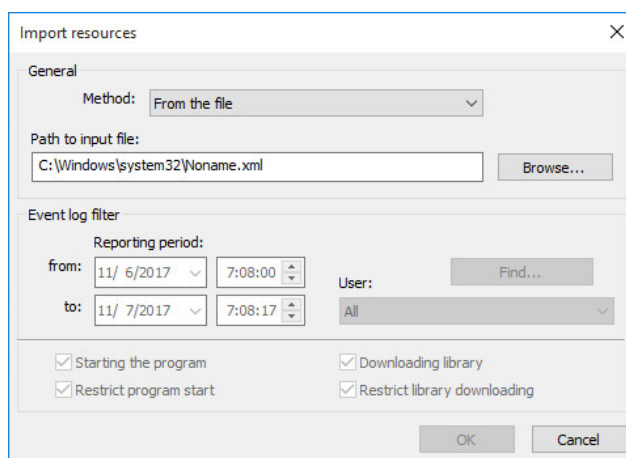 Import resources
General
Method: From the file
Path to input file:
C:\Windows\system32\Noname.xml Browse...
Event log filter
Reporting period:
from: 11/ 6/2017 7:08:00 Find...
User:
to: 11/ 7/2017 7:08:17 All
Starting the program Downloading library
Restrict program start Restrict library downloading
OK Cancel